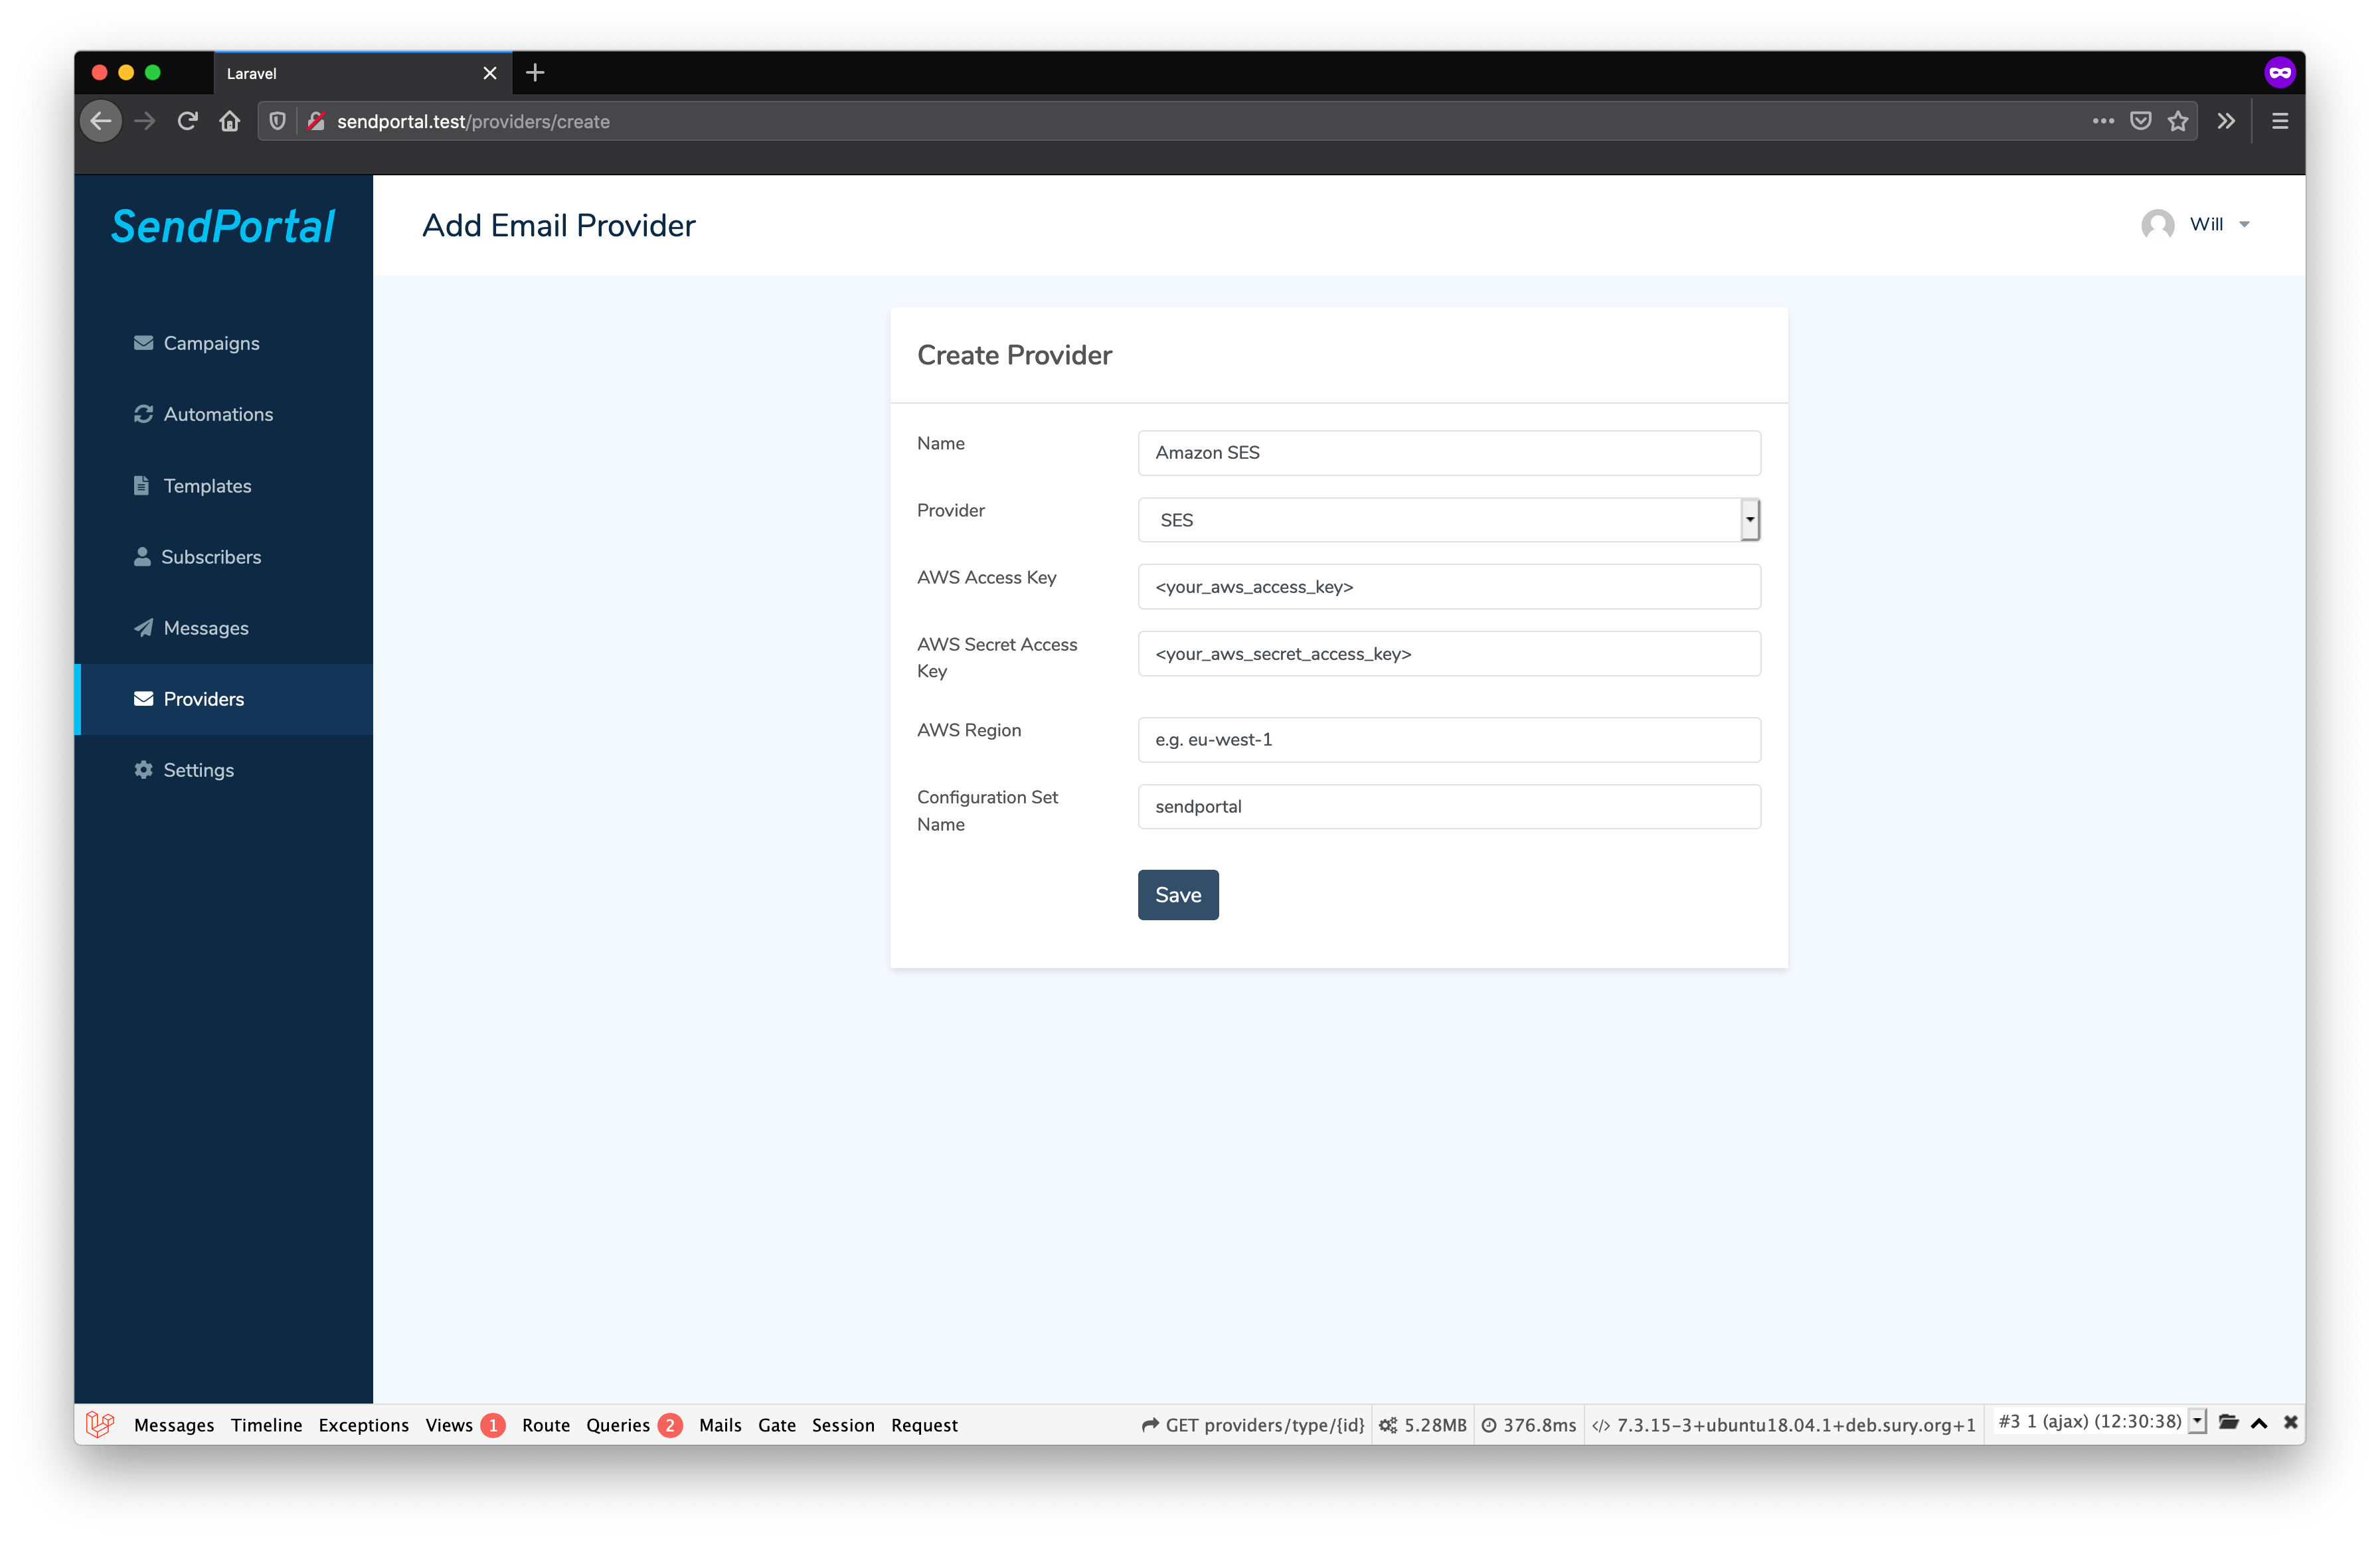 Laravel
sendportal.test/providers/create
SendPortal
Add Email Provider
Will
Campaigns
Automations
Templates
Subscribers
Messages
Providers
Settings
Create Provider
Name
Amazon SES
Provider
SES
AWS Access Key
<your_aws_access_key>
AWS Secret Access
Key
<your_aws_secret_access_key>
AWS Region
e.g. eu-west-1
Configuration Set
Name
sendportal
Save
Messages Timeline Exceptions Views 1 Route Queries 2 Mails Gate Session Request GET providers/type/{id} 5.28MB 376.8ms 7.3.15-3+ubuntu18.04.1+deb.sury.org+1 #3 1 (ajax) (12:30:38)